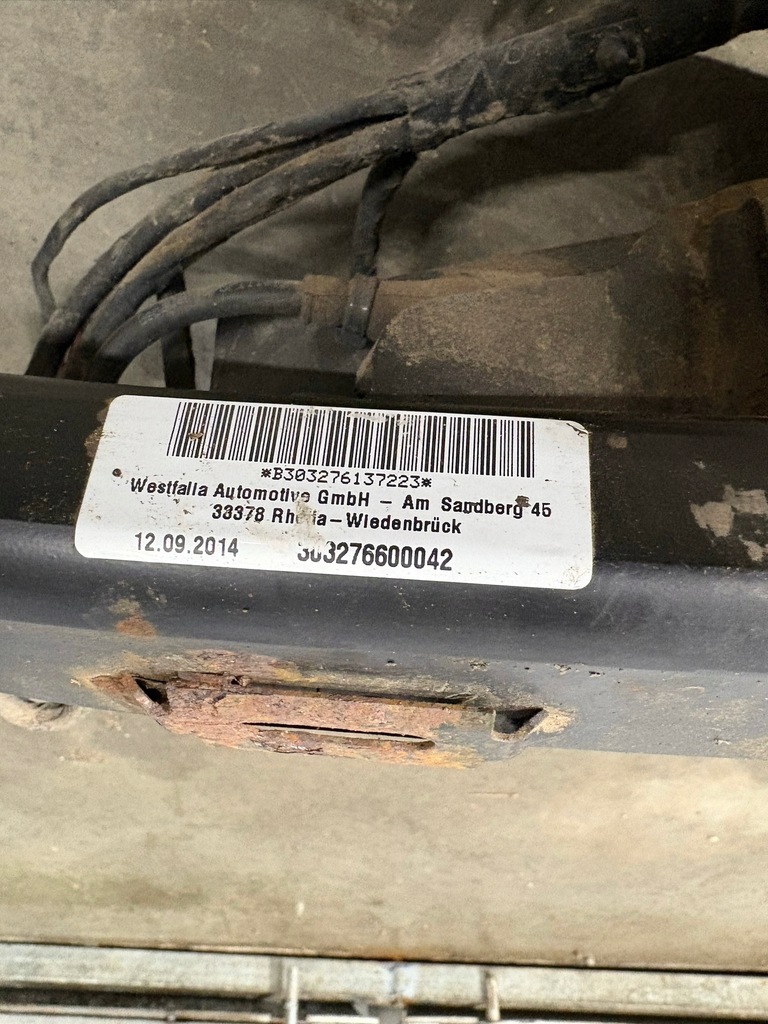 *B303276137223*
Westfalia Automotive GmbH – Am Sandberg 45
33378 Rheda–Wiedenbrück
12.09.2014 303276600042